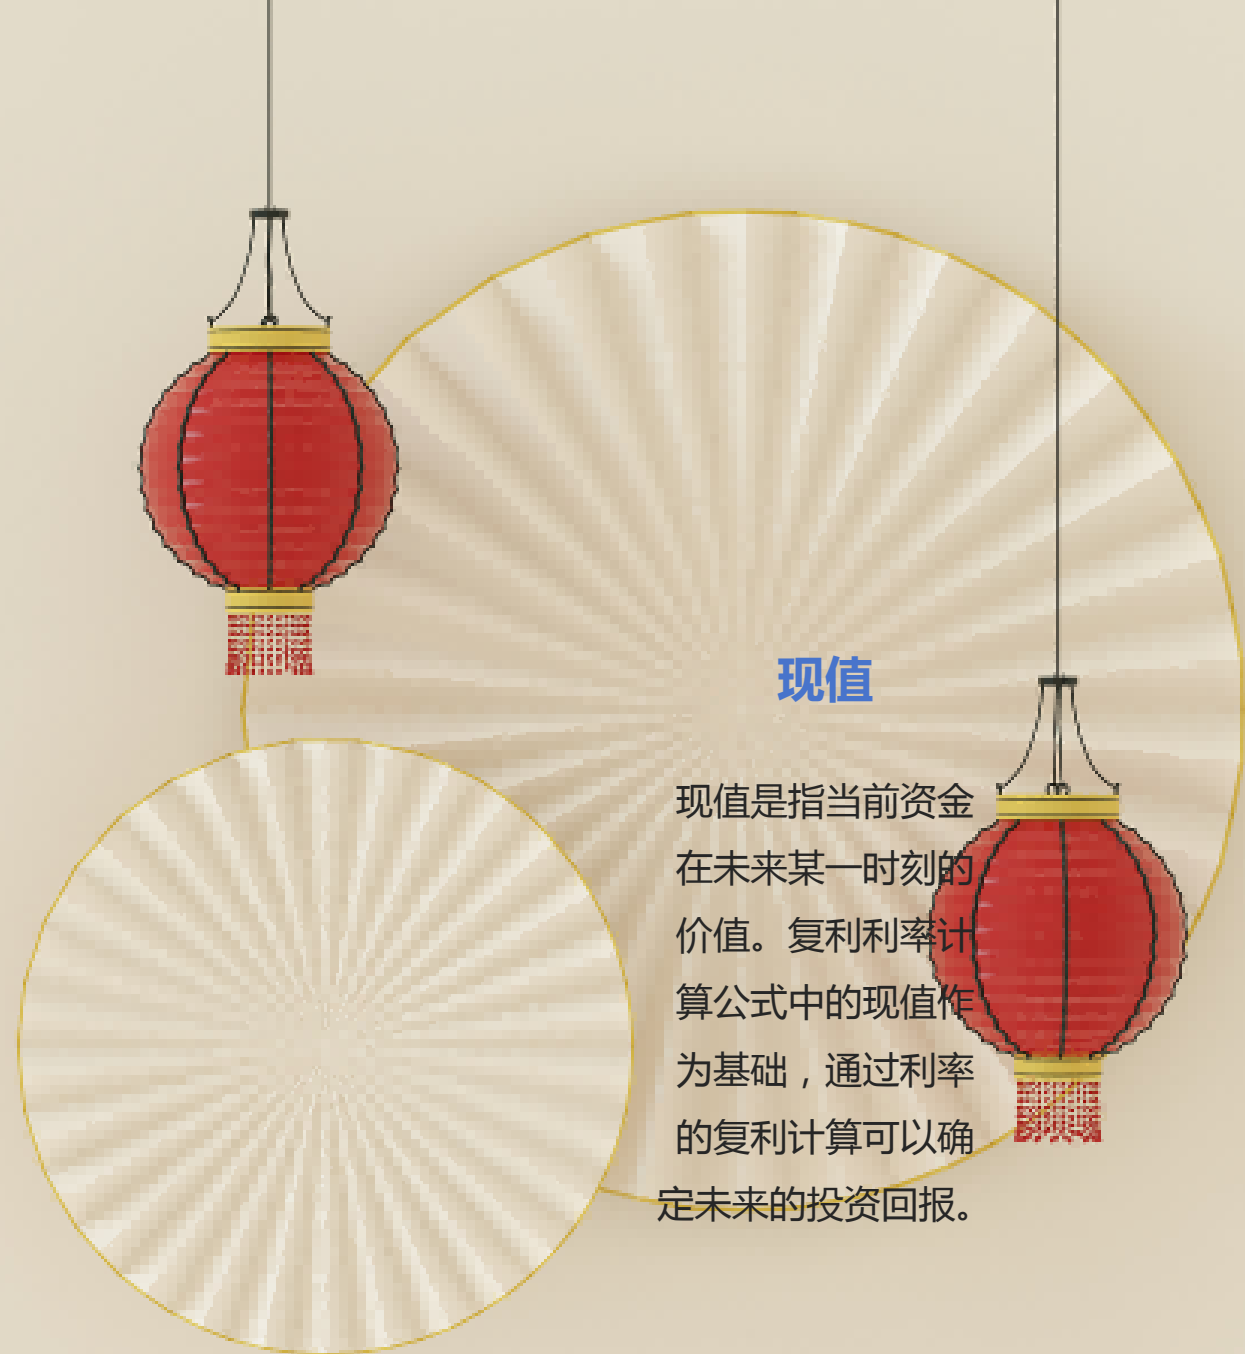 现值
现值是指当前资金
在未来某一时刻的
价值。复利利率计
算公式中的现值作
为基础，通过利率
的复利计算可以确
定未来的投资回报。